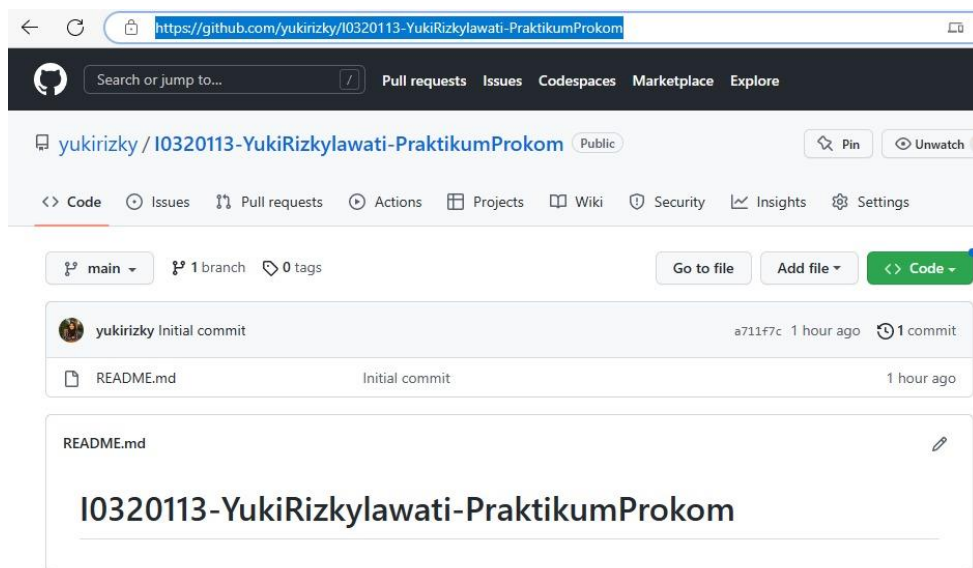 https://github.com/yukirizky/I0320113-YukiRizkylawati-PraktikumProkom
Search or jump to... / Pull requests Issues Codespaces Marketplace Explore
yukirizky / I0320113-YukiRizkylawati-PraktikumProkom Public Pin Unwatch
<> Code Issues Pull requests Actions Projects Wiki Security Insights Settings
main 1 branch 0 tags Go to file Add file <> Code
yukirizky Initial commit a711f7c 1 hour ago 1 commit
README.md Initial commit 1 hour ago
README.md
I0320113-YukiRizkylawati-PraktikumProkom